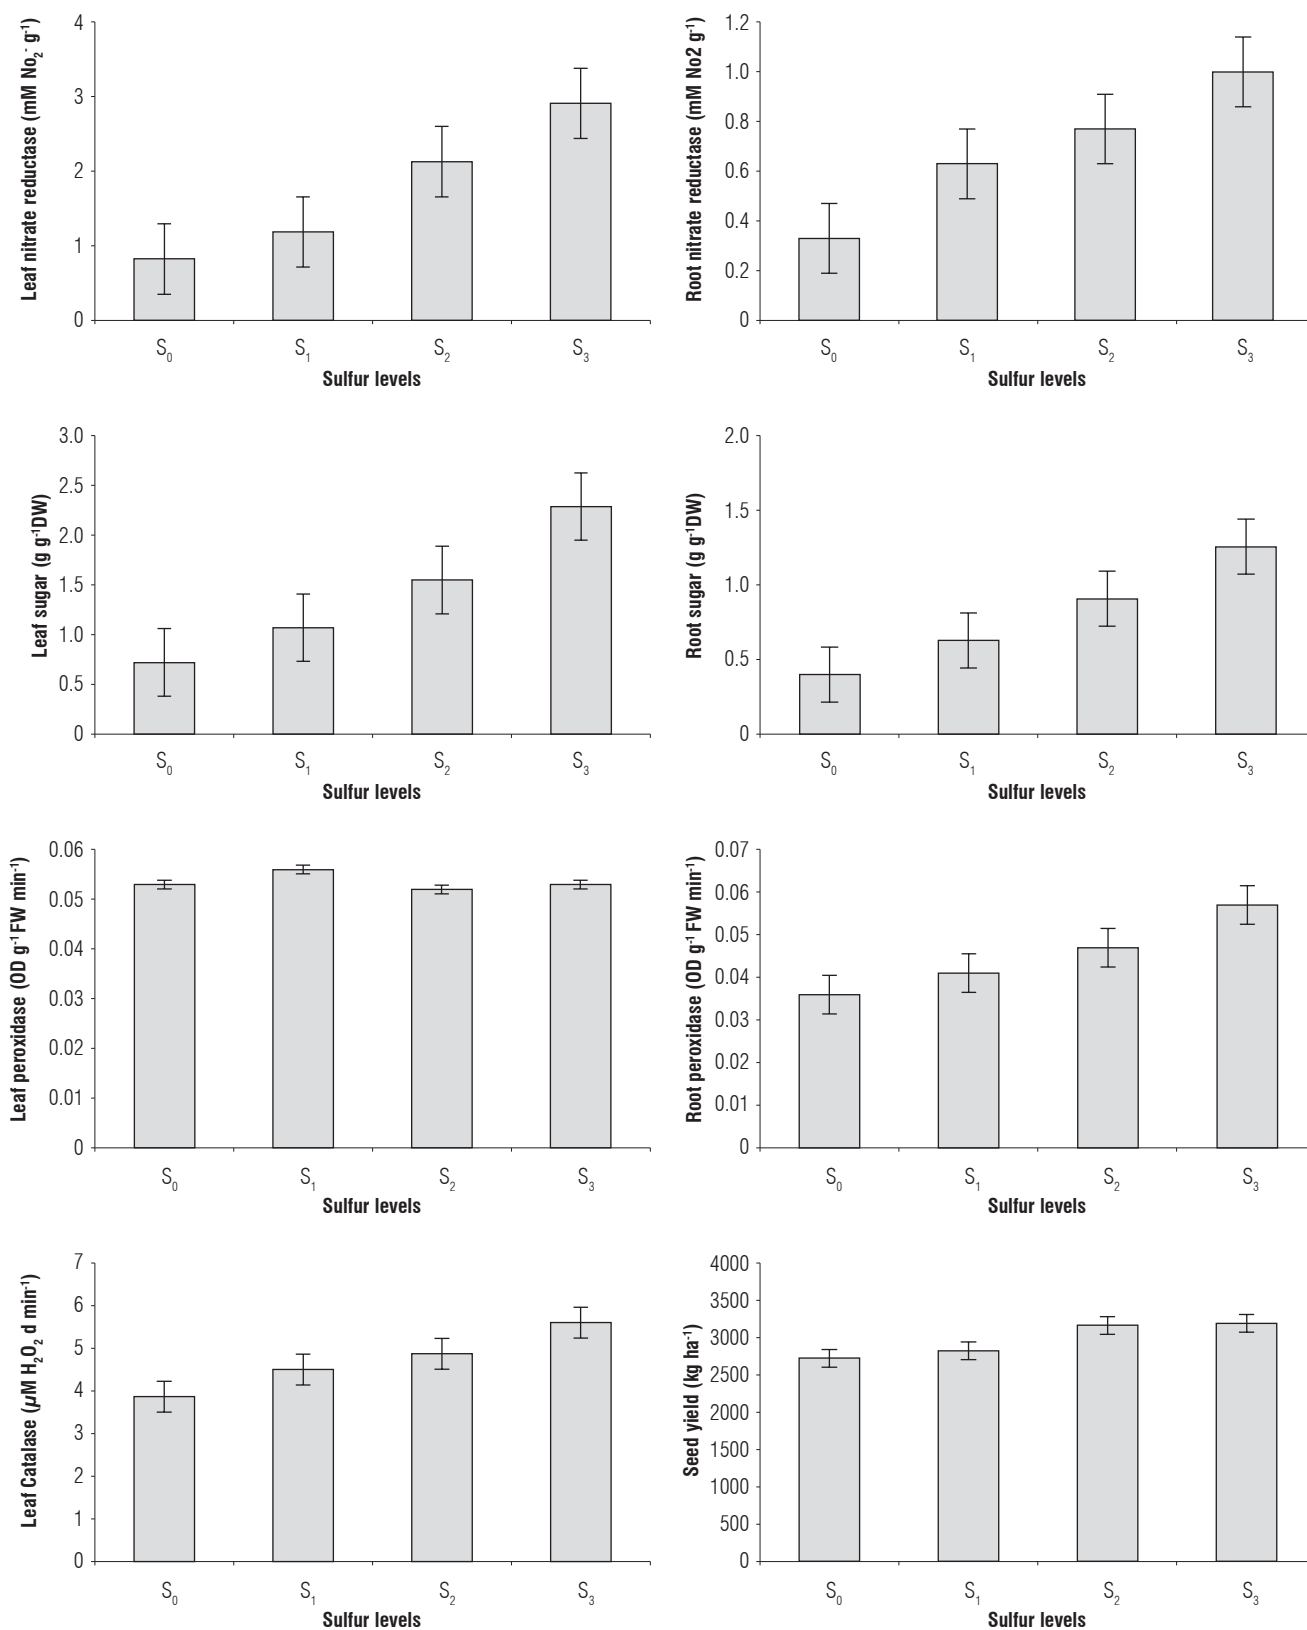 Leaf nitrate reductase (mM No₂⁻ g⁻¹)
4
3
2
1
0
S₀ S₁ S₂ S₃
Sulfur levels
Root nitrate reductase (mM No2 g⁻¹)
1.2
1.0
0.8
0.6
0.4
0.2
0
S₀ S₁ S₂ S₃
Sulfur levels
Leaf sugar (g g⁻¹DW)
3.0
2.5
2.0
1.5
1.0
0.5
0
S₀ S₁ S₂ S₃
Sulfur levels
Root sugar (g g⁻¹DW)
2.0
1.5
1.0
0.5
0
S₀ S₁ S₂ S₃
Sulfur levels
Leaf peroxidase (OD g⁻¹ FW min⁻¹)
0.06
0.05
0.04
0.03
0.02
0.01
0
S₀ S₁ S₂ S₃
Sulfur levels
Root peroxidase (OD g⁻¹ FW min⁻¹)
0.07
0.06
0.05
0.04
0.03
0.02
0.01
0
S₀ S₁ S₂ S₃
Sulfur levels
Leaf Catalase (µM H₂O₂ d min⁻¹)
7
6
5
4
3
2
1
0
S₀ S₁ S₂ S₃
Sulfur levels
Seed yield (kg ha⁻¹)
4000
3500
3000
2500
2000
1500
1000
500
0
S₀ S₁ S₂ S₃
Sulfur levels